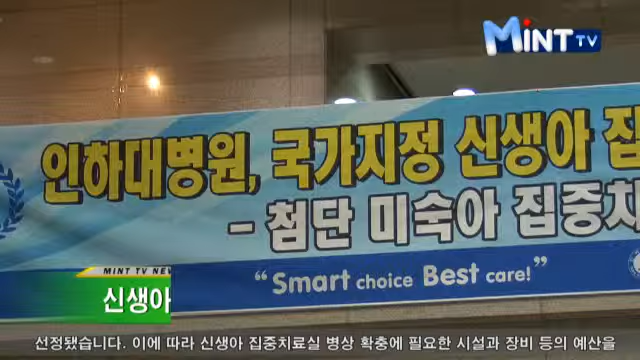 MINT TV
인하대병원, 국가지정 신생아 집
- 첨단 미숙아 집중치
"Smart choice Best care!"
MINT TV NEW
신생아
선정됐습니다. 이에 따라 신생아 집중치료실 병상 확충에 필요한 시설과 장비 등의 예산을